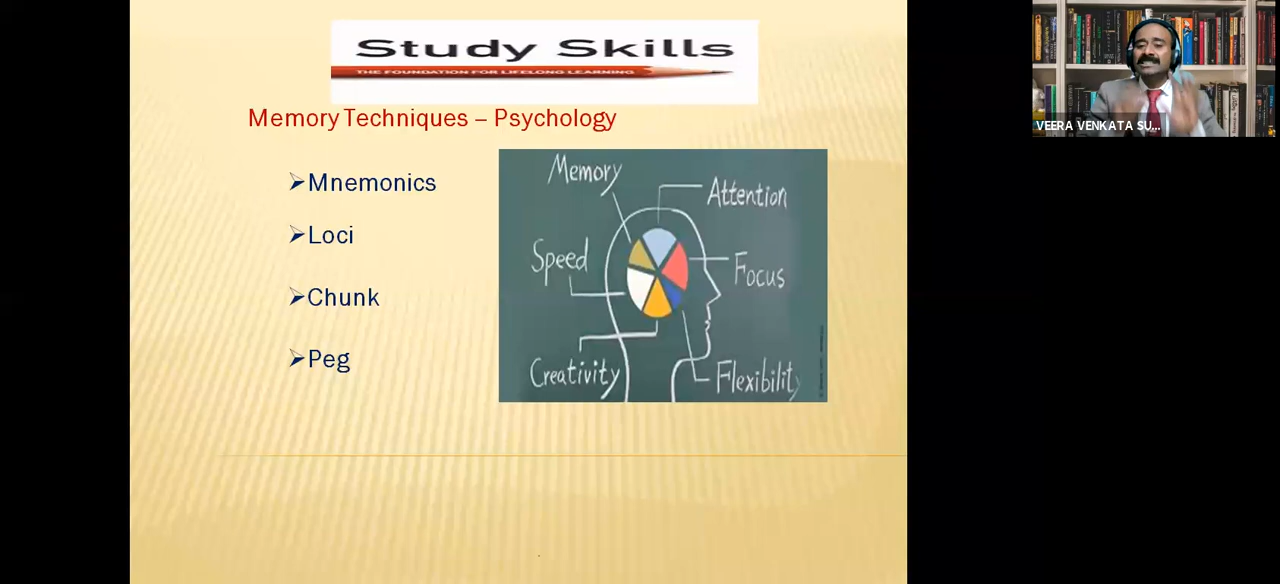 Study Skills
THE FOUNDATION FOR LIFELONG LEARNING
Memory Techniques – Psychology
➢Mnemonics
➢Loci
➢Chunk
➢Peg
Memory
Attention
Speed
Focus
Creativity
Flexibility
VEERA VENKATA SU...